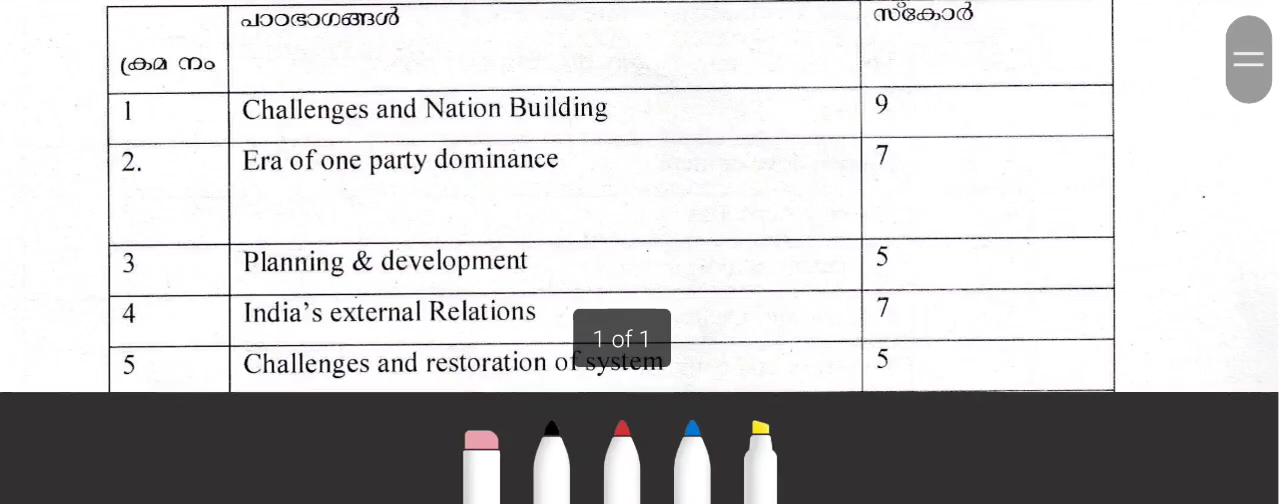 പാഠഭാഗങ്ങൾ
സ്കോർ
ക്രമ നം
1 Challenges and Nation Building 9
2. Era of one party dominance 7
3 Planning & development 5
4 India's external Relations 7
1 of 1
5 Challenges and restoration of system 5